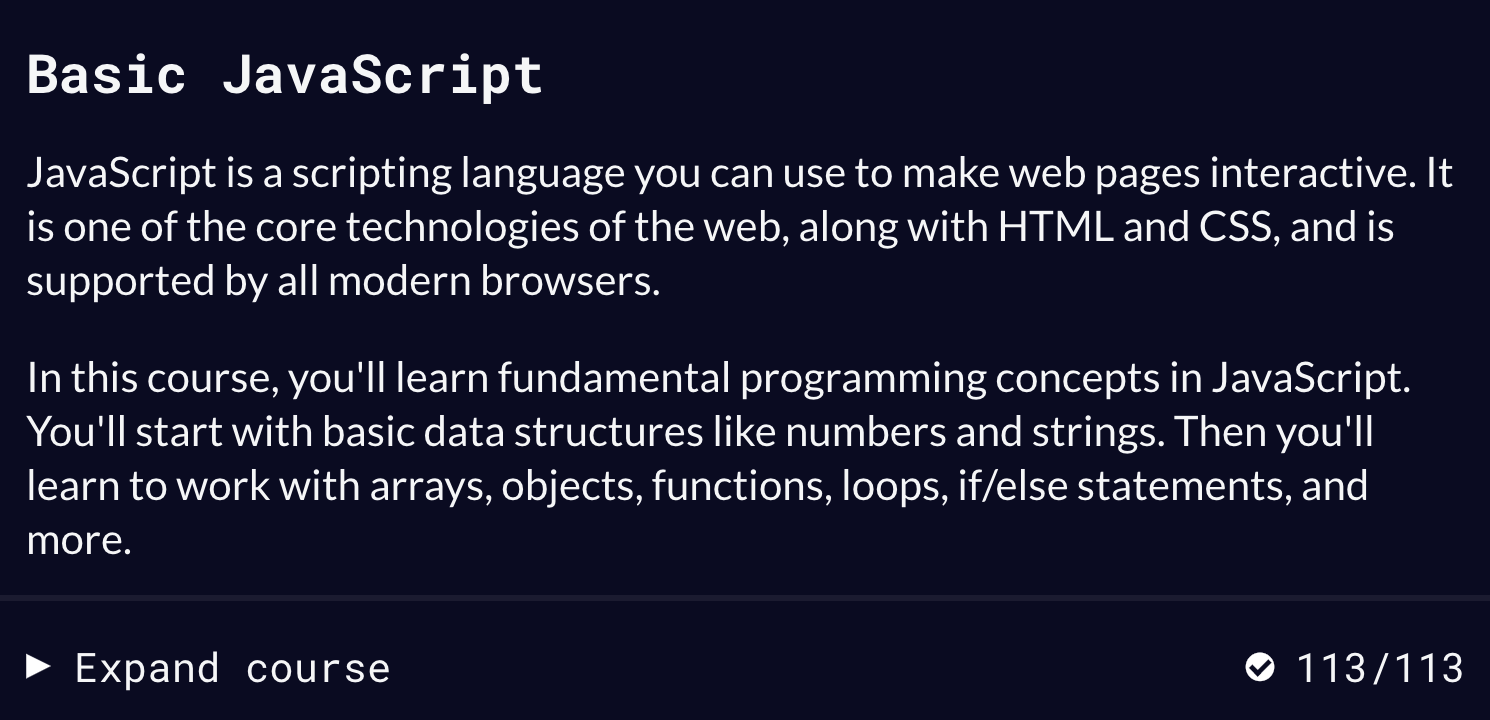 Basic JavaScript
JavaScript is a scripting language you can use to make web pages interactive. It
is one of the core technologies of the web, along with HTML and CSS, and is
supported by all modern browsers.
In this course, you'll learn fundamental programming concepts in JavaScript.
You'll start with basic data structures like numbers and strings. Then you'll
learn to work with arrays, objects, functions, loops, if/else statements, and
more.
Expand course 113/113